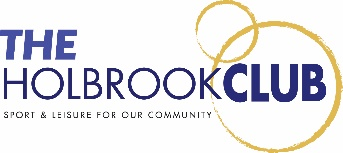 THE
HOLBROOKCLUB
SPORT & LEISURE FOR OUR COMMUNITY